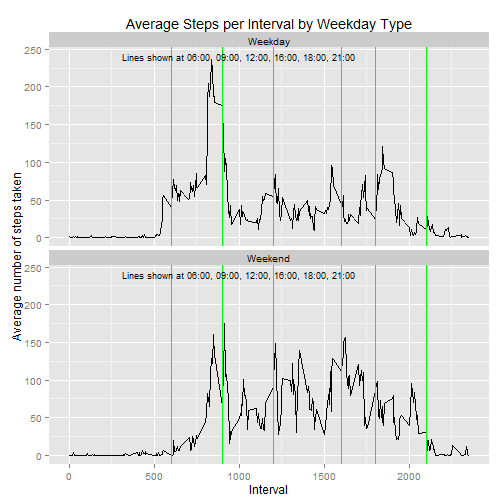 Average Steps per Interval by Weekday Type
Weekday
Lines shown at 06:00, 09:00, 12:00, 16:00, 18:00, 21:00
250
200
150
100
50
0
Weekend
Lines shown at 06:00, 09:00, 12:00, 16:00, 18:00, 21:00
250
200
150
100
50
0
Average number of steps taken
0
500
1000
1500
2000
Interval